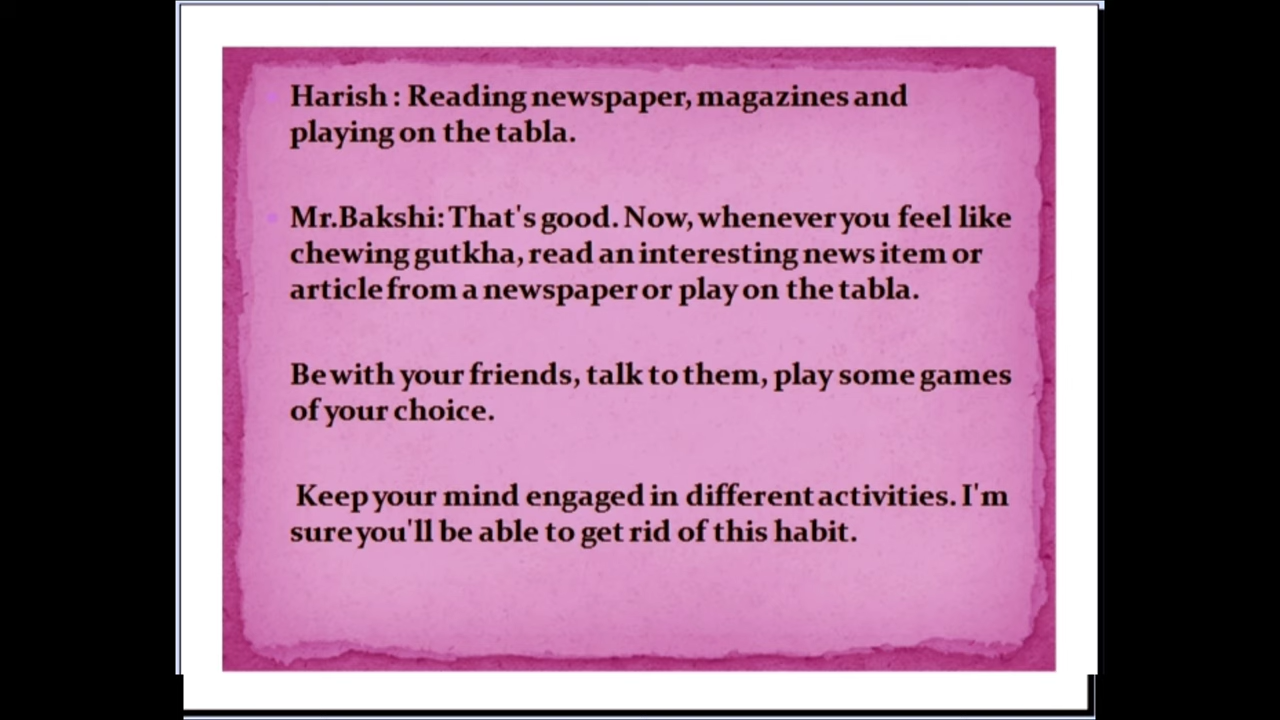 Harish : Reading newspaper, magazines and
playing on the tabla.
Mr.Bakshi: That's good. Now, whenever you feel like
chewing gutkha, read an interesting news item or
article from a newspaper or play on the tabla.
Be with your friends, talk to them, play some games
of your choice.
Keep your mind engaged in different activities. I'm
sure you'll be able to get rid of this habit.